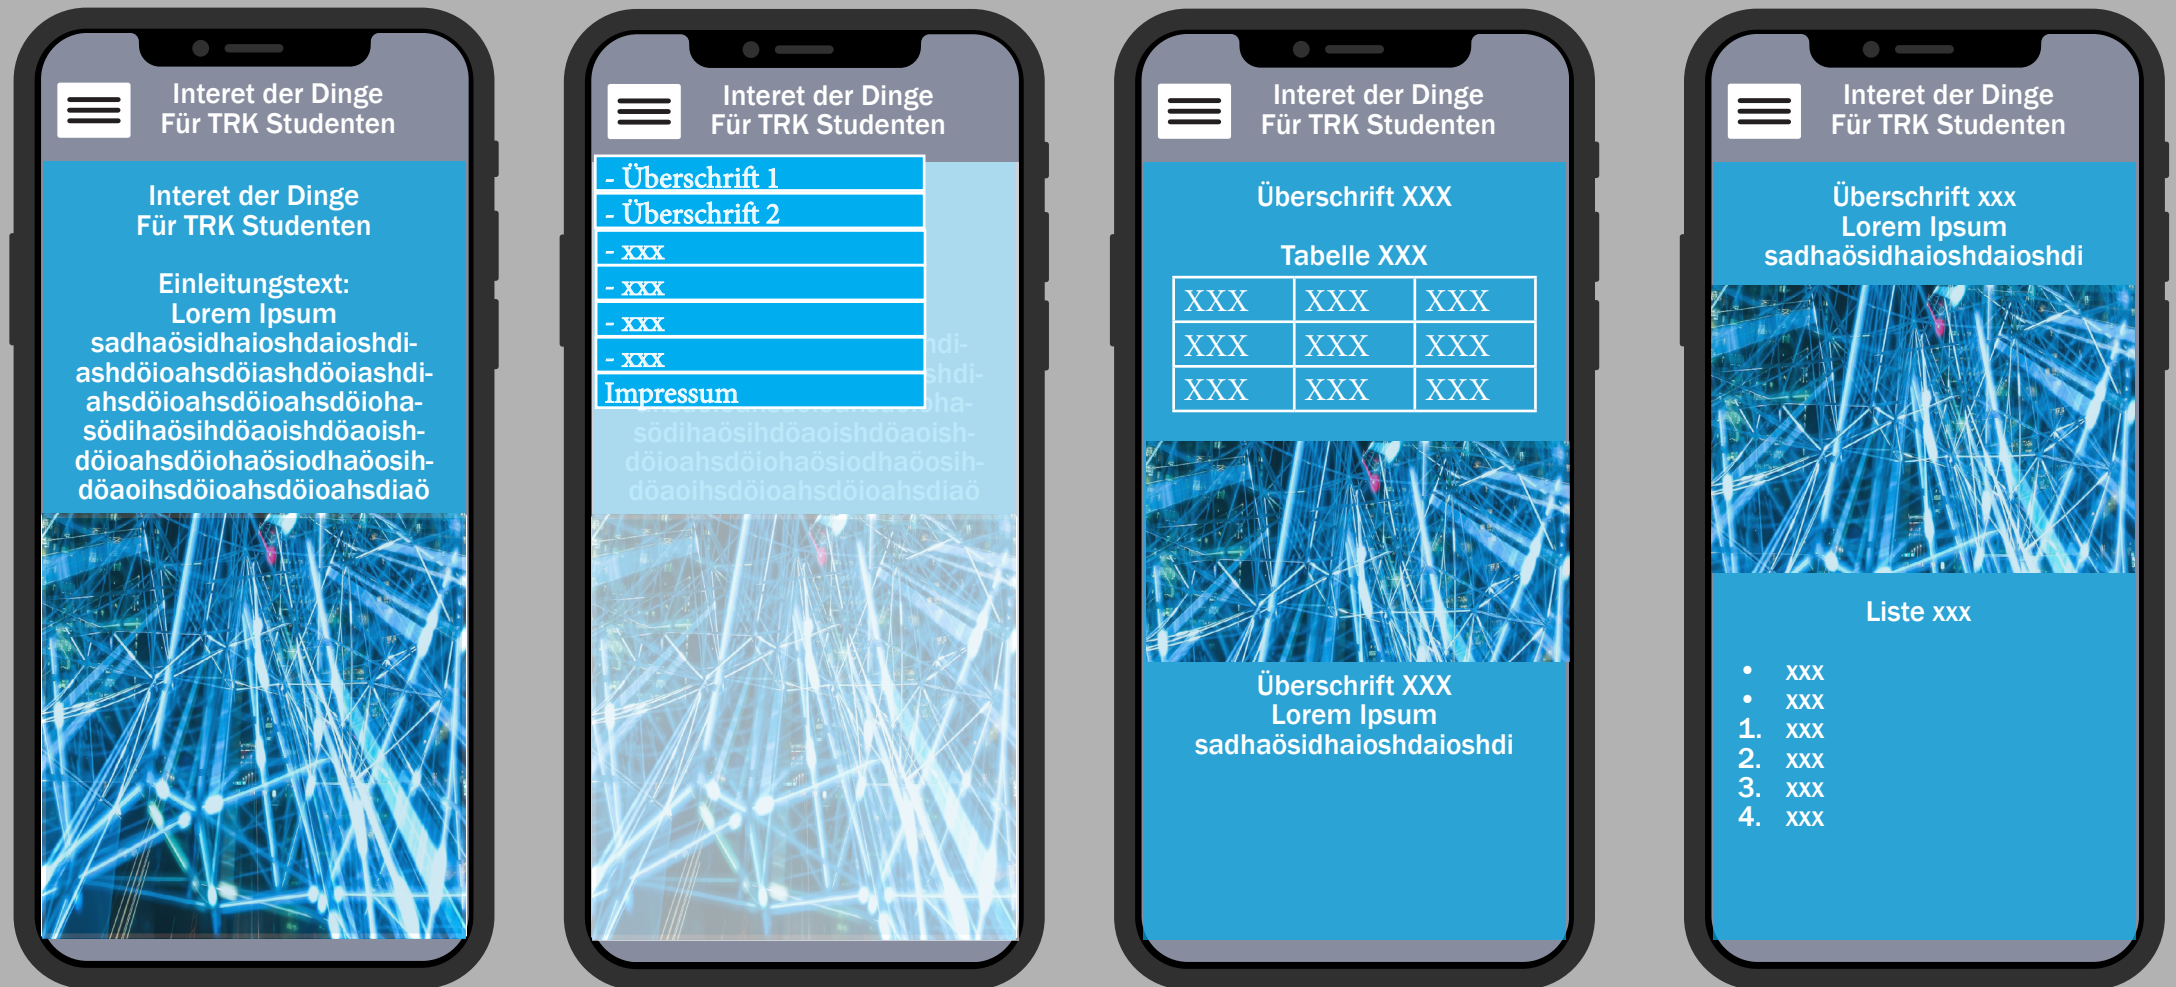 Interet der Dinge
Für TRK Studenten
Interet der Dinge
Für TRK Studenten
Einleitungstext:
Lorem Ipsum
sadhaösidhaioshdaioshdi-
ashdöioahsdöiashdöoiashdi-
ahsdöioahsdöioahsdöioha-
södihaösihdöaoishdöaoish-
döioahsdöiohaösiodhaöosih-
döaoihsdöioahsdöioahsdiaö
Interet der Dinge
Für TRK Studenten
- Überschrift 1
- Überschrift 2
- xxx
- xxx
- xxx
- xxx
Impressum
södihaösihdöaoishdöaoish-
döioahsdöiohaösiodhaöosih-
döaoihsdöioahsdöioahsdiaö
Interet der Dinge
Für TRK Studenten
Überschrift XXX
Tabelle XXX
XXX XXX XXX
XXX XXX XXX
XXX XXX XXX
Überschrift XXX
Lorem Ipsum
sadhaösidhaioshdaioshdi
Interet der Dinge
Für TRK Studenten
Überschrift xxx
Lorem Ipsum
sadhaösidhaioshdaioshdi
Liste xxx
• xxx
• xxx
1. xxx
2. xxx
3. xxx
4. xxx